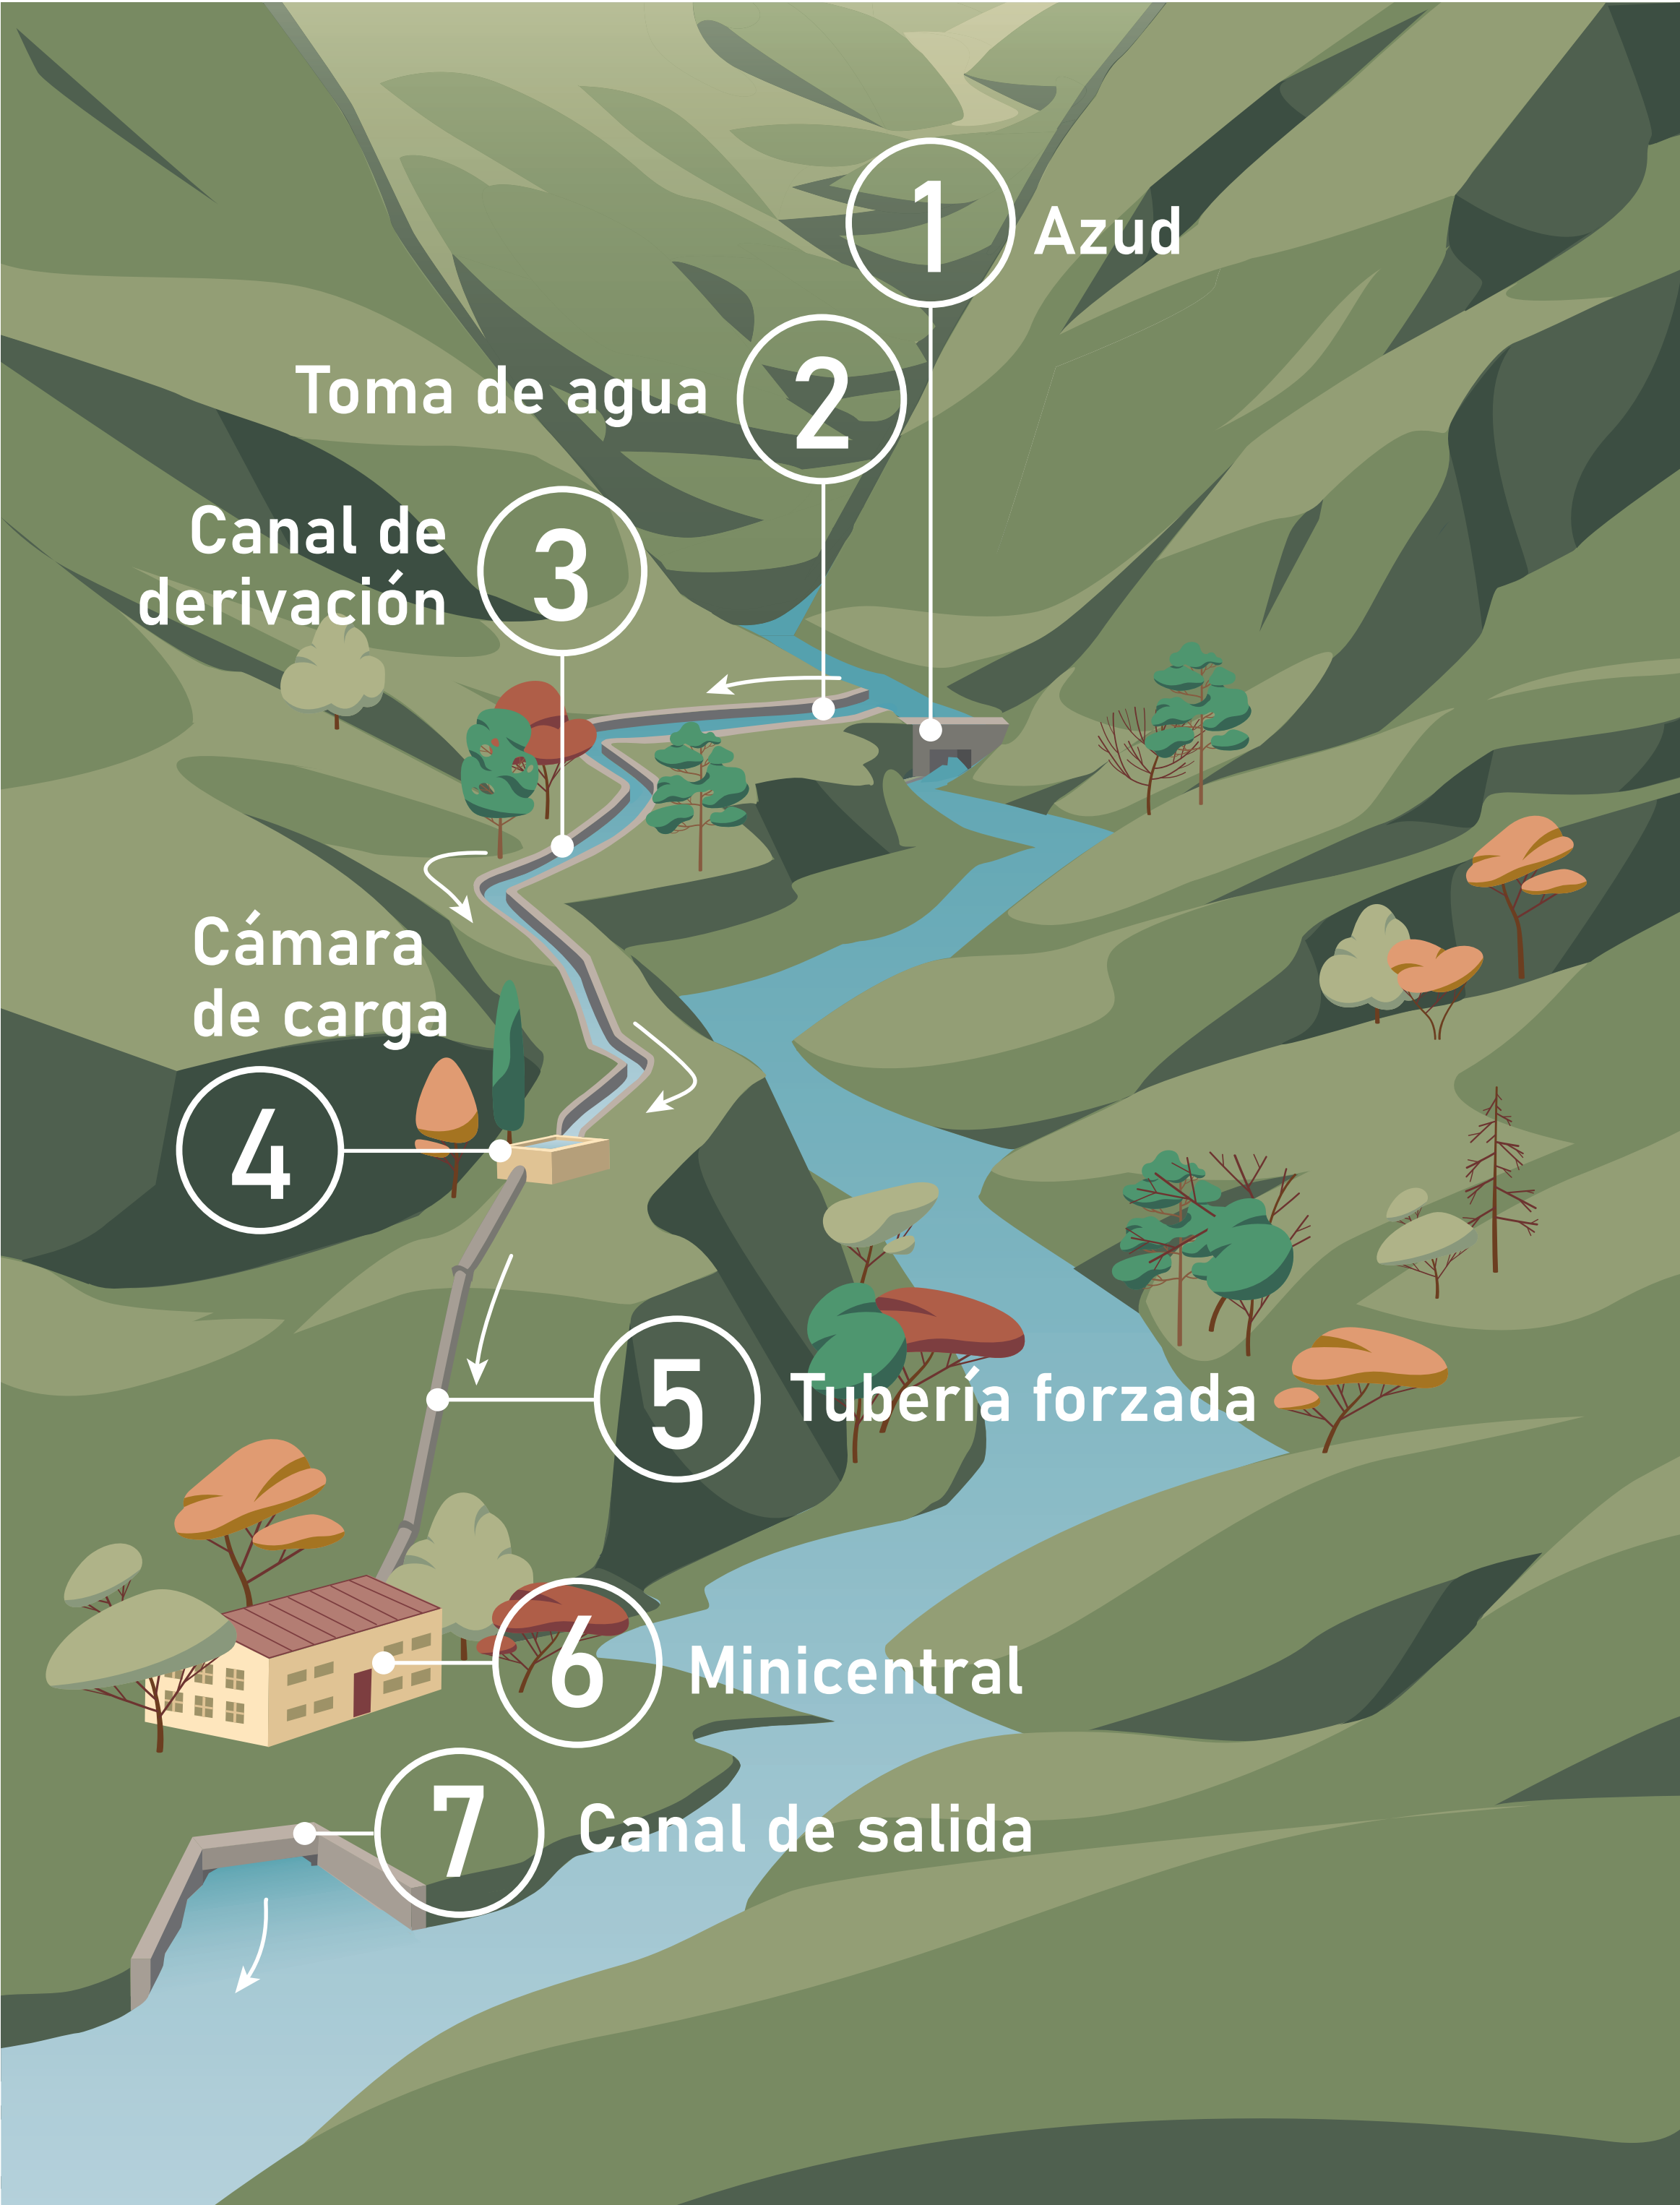 1
Azud
2
Toma de agua
3
Canal de
derivación
Cámara
de carga
4
5
Tubería forzada
6
Minicentral
7
Canal de salida